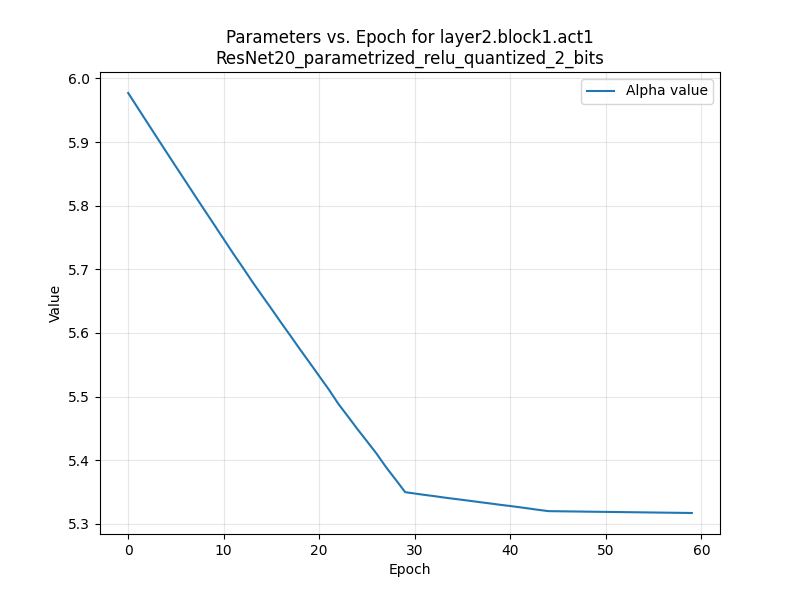 Parameters vs. Epoch for layer2.block1.act1
ResNet20_parametrized_relu_quantized_2_bits
Alpha value
6.0
5.9
5.8
5.7
5.6
5.5
5.4
5.3
Value
0 10 20 30 40 50 60
Epoch